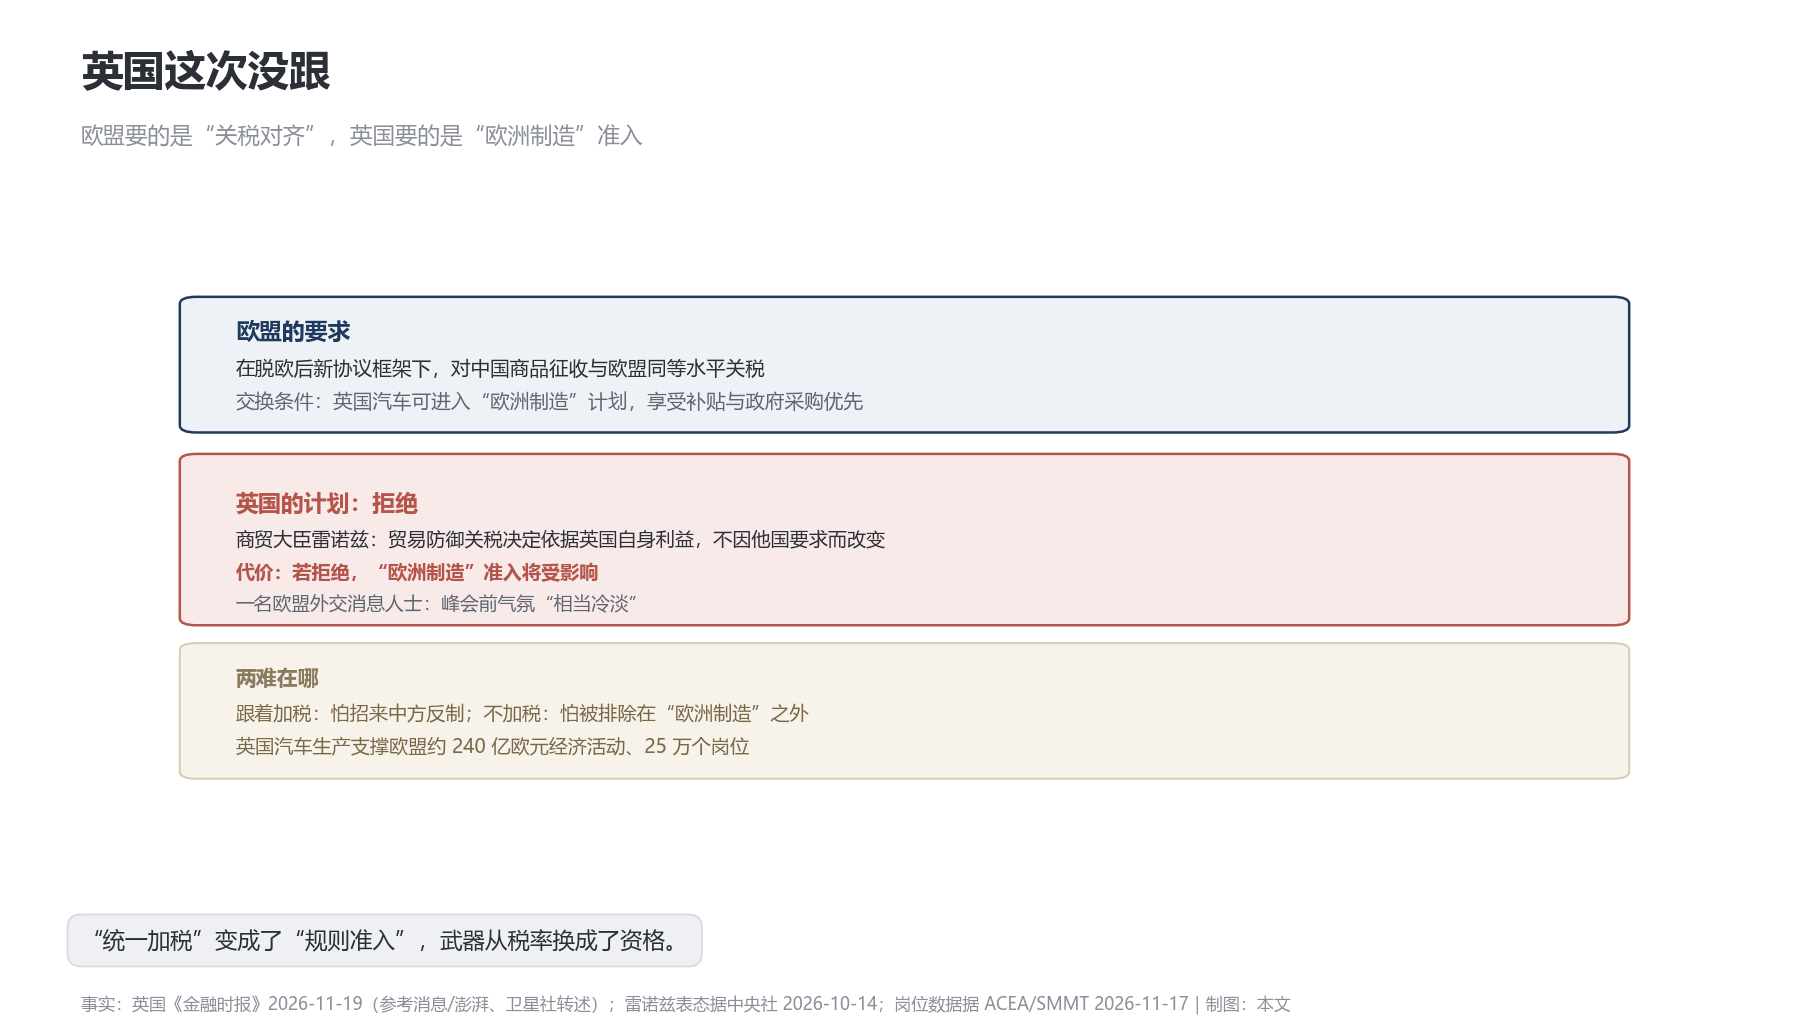 英国这次没跟
欧盟要的是“关税对齐”，英国要的是“欧洲制造”准入
欧盟的要求
在脱欧后新协议框架下，对中国商品征收与欧盟同等水平关税
交换条件：英国汽车可进入“欧洲制造”计划，享受补贴与政府采购优先
英国的计划：拒绝
商贸大臣雷诺兹：贸易防御关税决定依据英国自身利益，不因他国要求而改变
代价：若拒绝，“欧洲制造”准入将受影响
一名欧盟外交消息人士：峰会前气氛“相当冷淡”
两难在哪
跟着加税：怕招来中方反制；不加税：怕被排除在“欧洲制造”之外
英国汽车生产支撑欧盟约 240 亿欧元经济活动、25 万个岗位
“统一加税”变成了“规则准入”，武器从税率换成了资格。
事实：英国《金融时报》2026-11-19（参考消息/澎湃、卫星社转述）；雷诺兹表态据中央社 2026-10-14；岗位数据据 ACEA/SMMT 2026-11-17 | 制图：本文